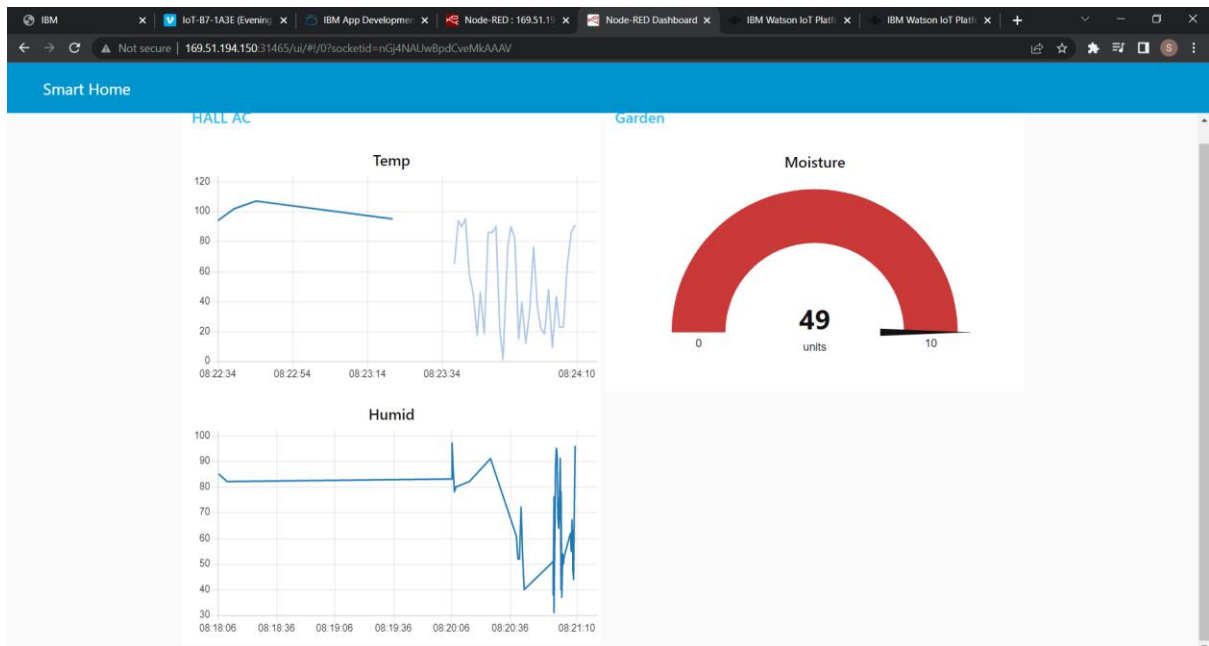 IBM
IoT-B7-1A3E (Evening
IBM App Developmen
Node-RED : 169.51.19
Node-RED Dashboard
IBM Watson IoT Platf
IBM Watson IoT Platf
Not secure | 169.51.194.150:31465/ui/#!/0?socketid=nGj4NAUwBpdCveMkAAAV
S
Smart Home
HALL AC
Temp
120
100
80
60
40
20
0
08:22:34 08:22:54 08:23:14 08:23:34 08:24:10
Humid
100
90
80
70
60
50
40
30
08:18:06 08:18:36 08:19:06 08:19:36 08:20:06 08:20:36 08:21:10
Garden
Moisture
49
0 units 10